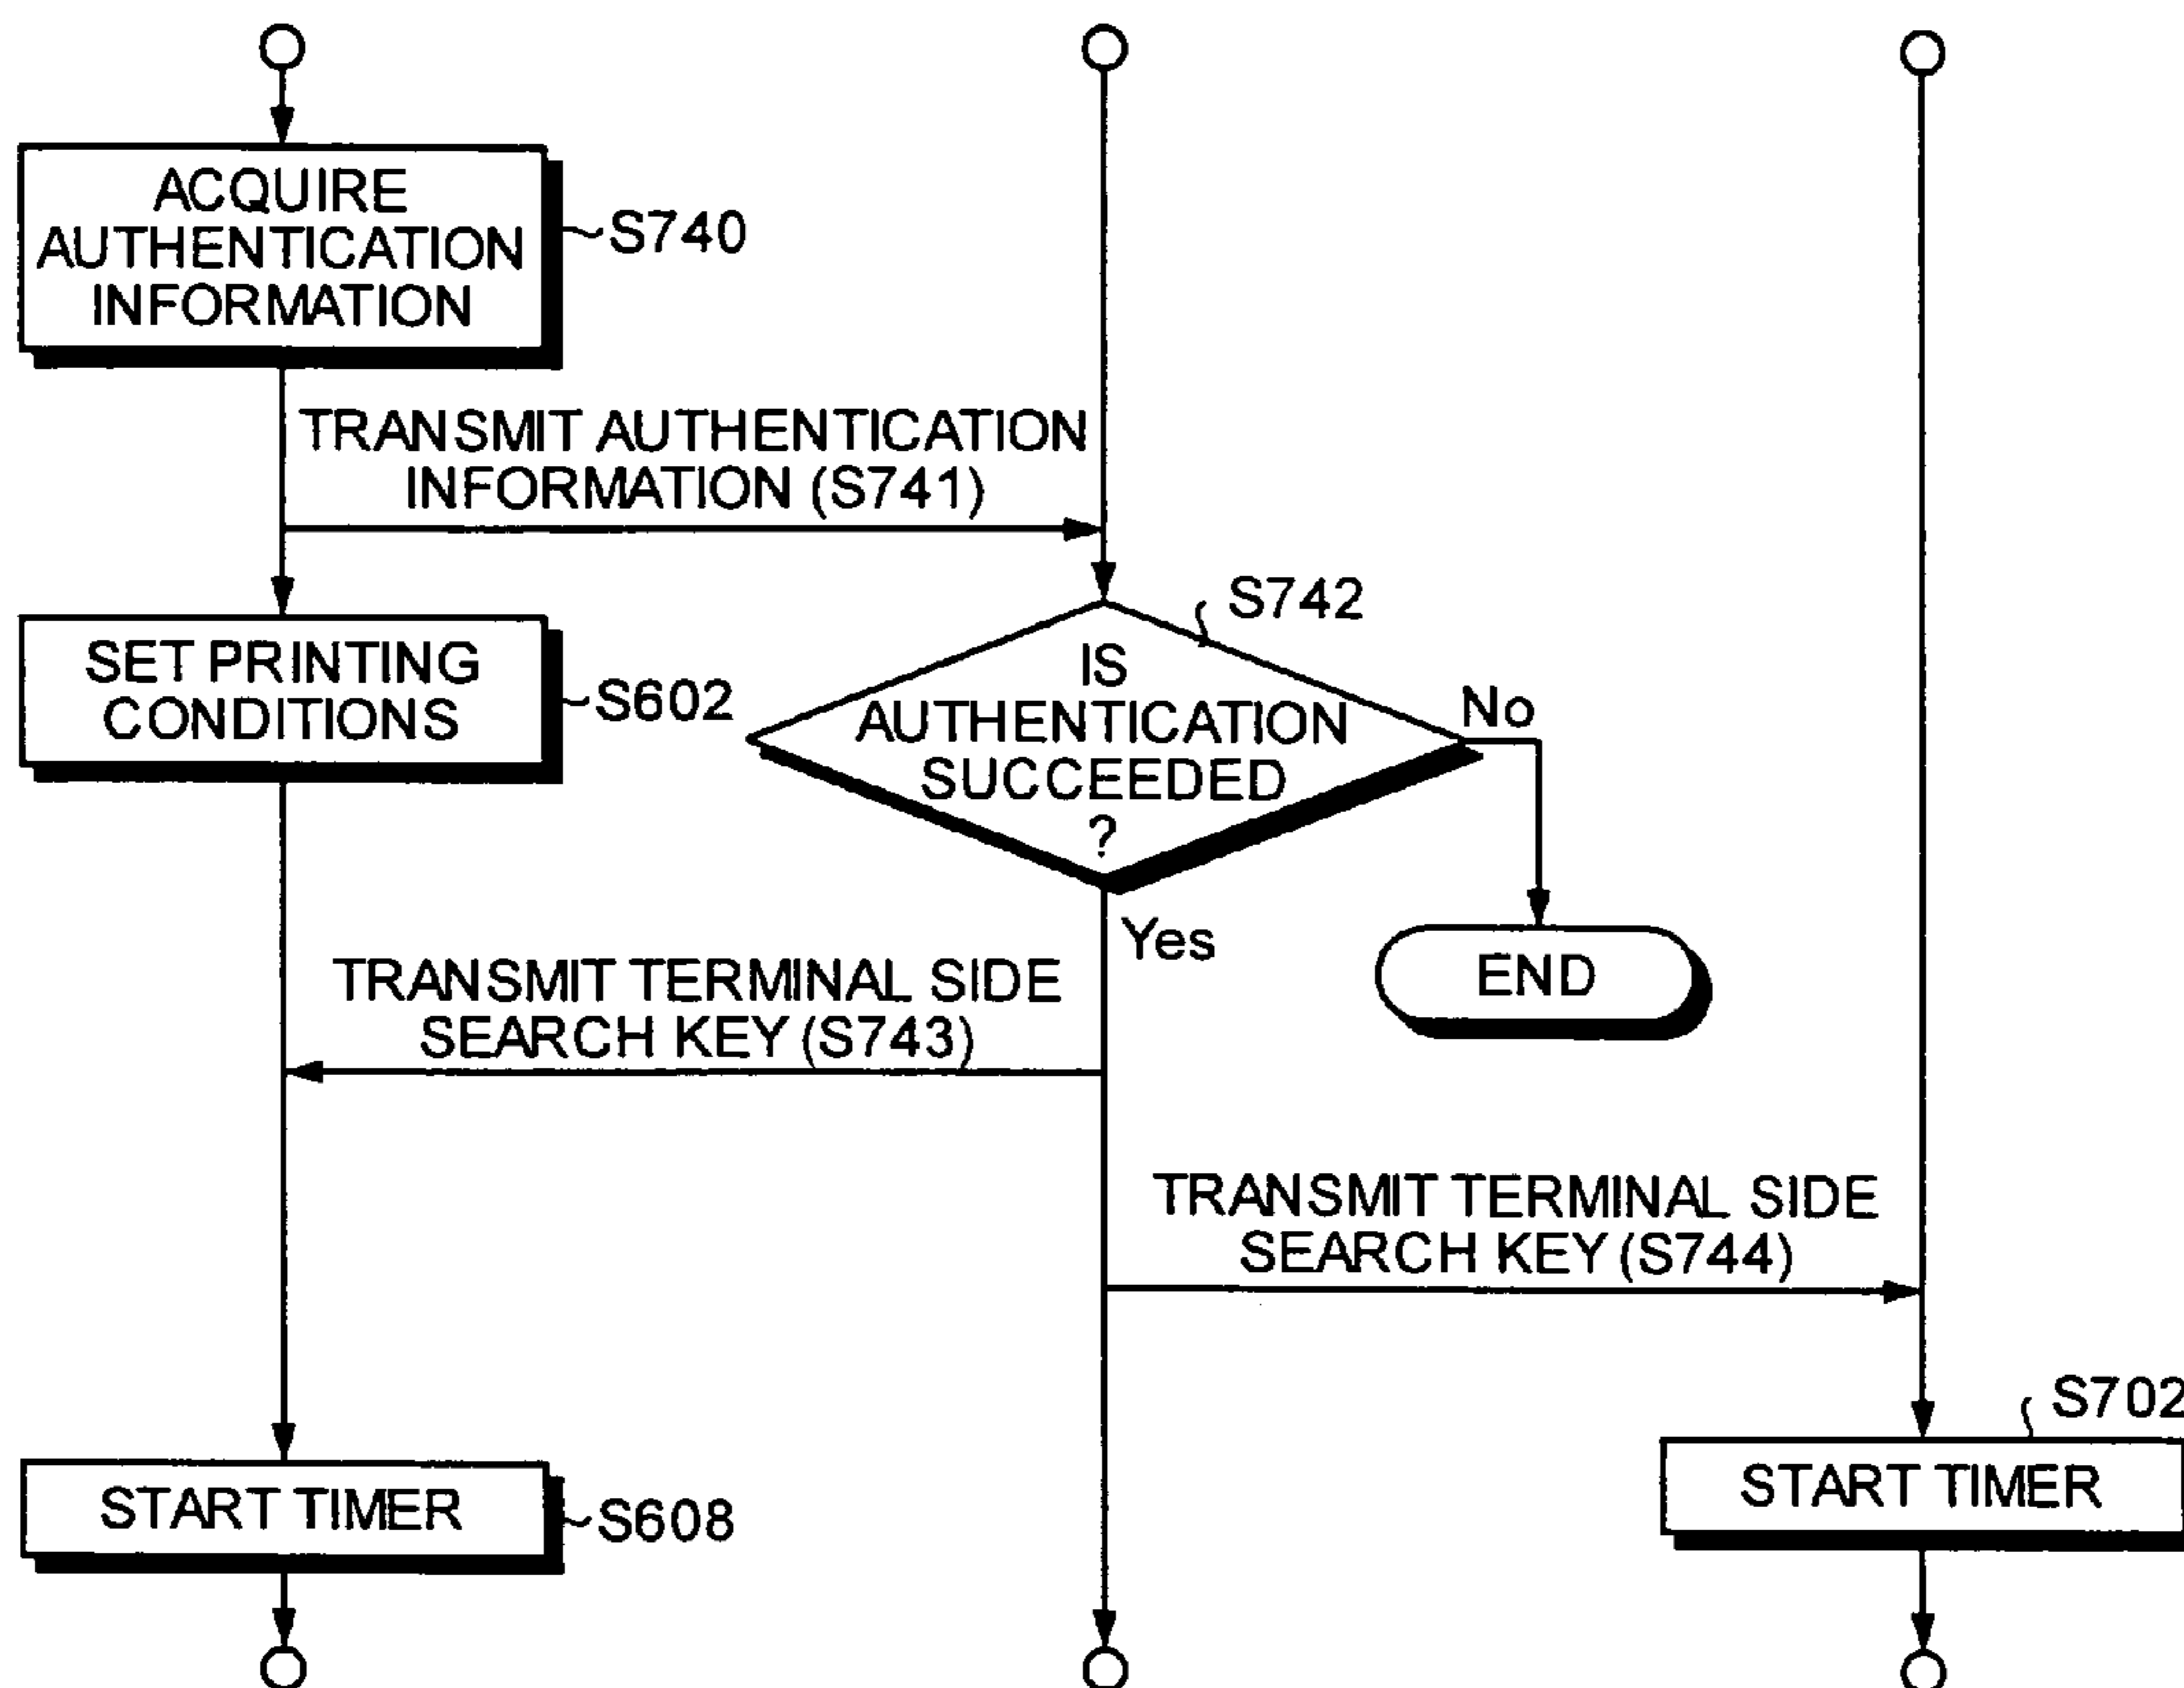 ACQUIRE
AUTHENTICATION
INFORMATION
S740
TRANSMIT AUTHENTICATION
INFORMATION (S741)
SET PRINTING
CONDITIONS
S602
S742
IS
AUTHENTICATION
SUCCEEDED
?
No
Yes
END
TRANSMIT TERMINAL SIDE
SEARCH KEY (S743)
TRANSMIT TERMINAL SIDE
SEARCH KEY (S744)
S702
START TIMER
START TIMER
S608